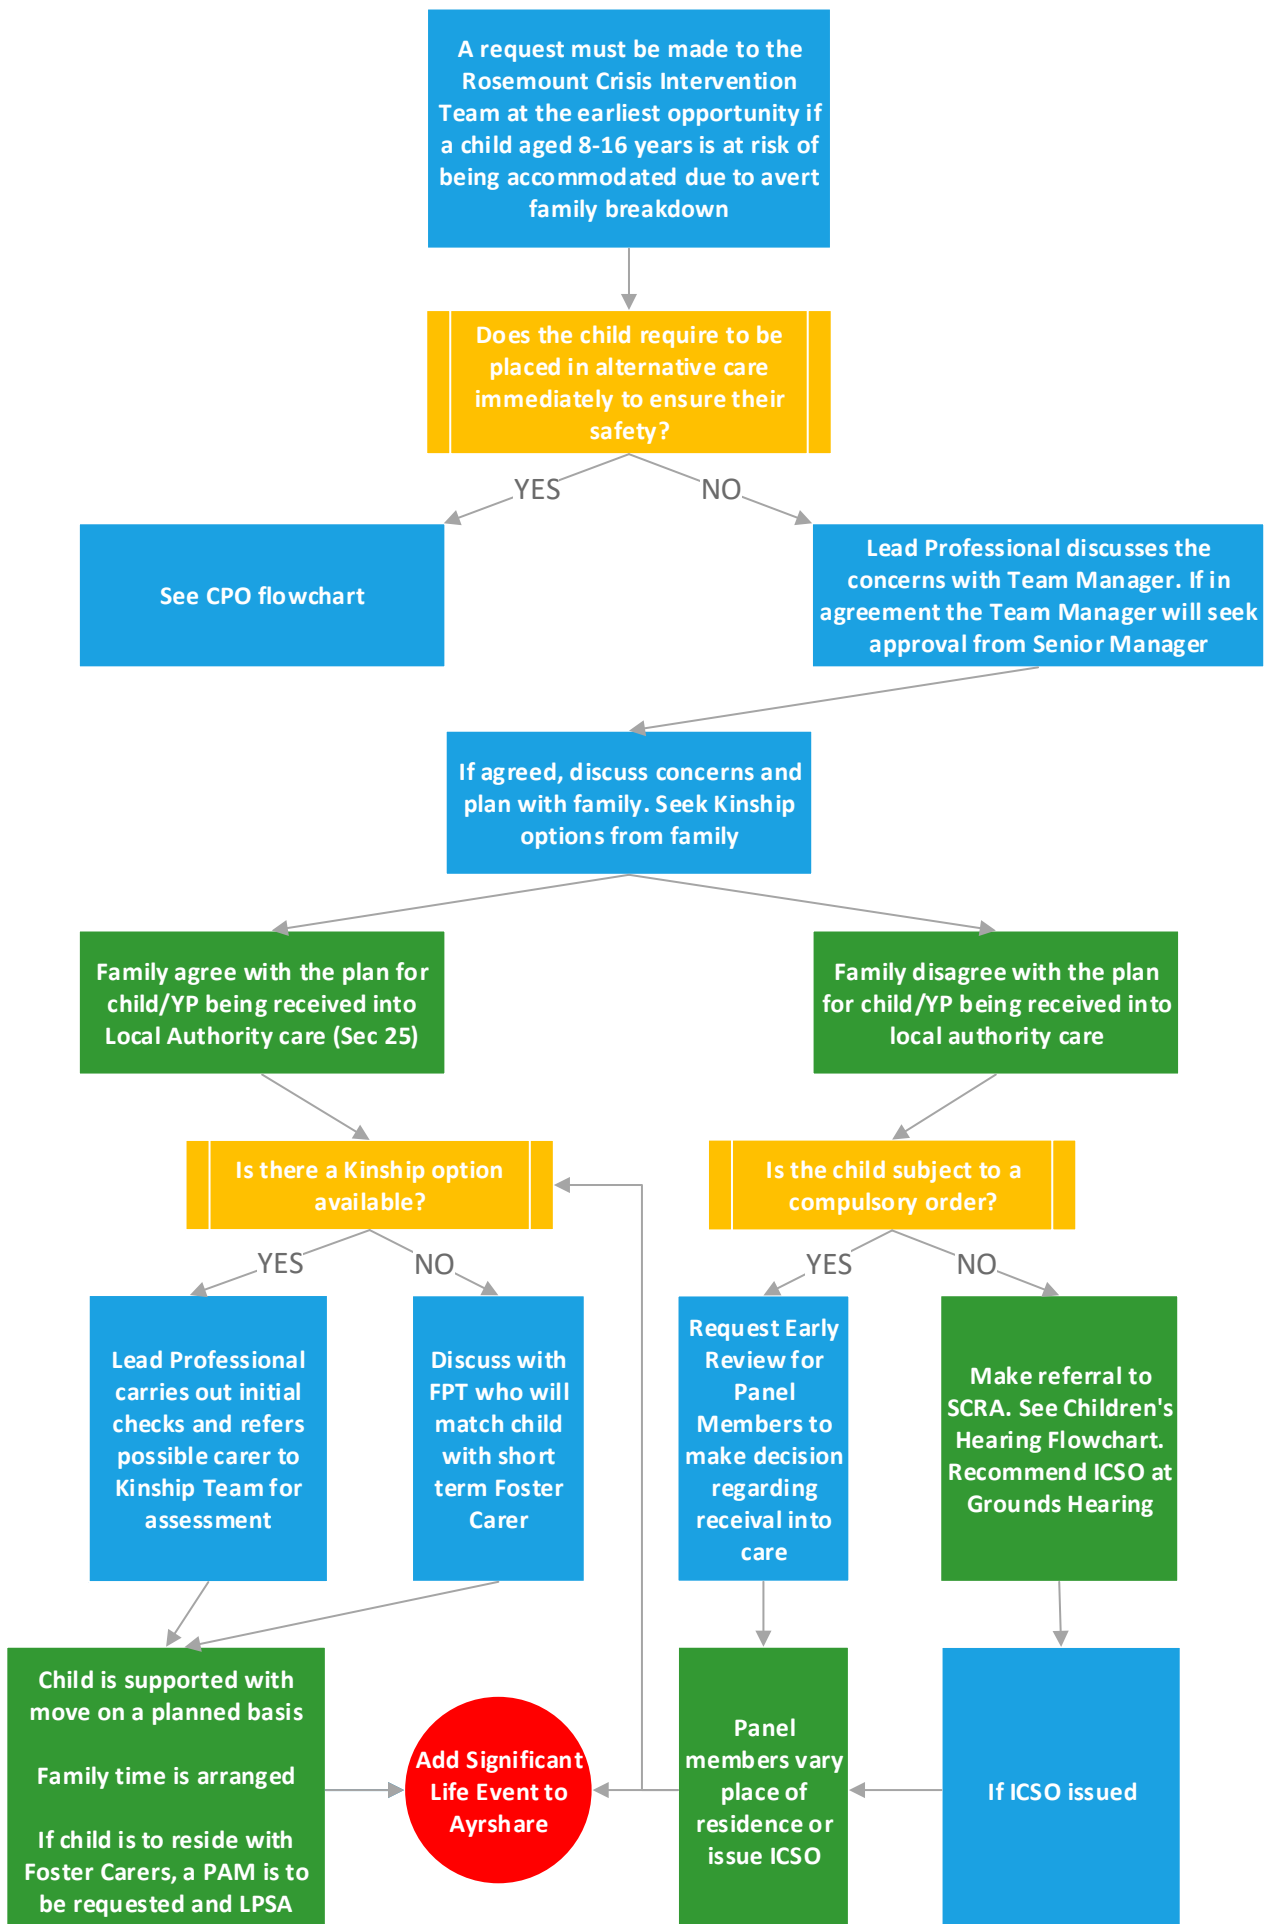 A request must be made to the
Rosemount Crisis Intervention
Team at the earliest opportunity if
a child aged 8-16 years is at risk of
being accommodated due to avert
family breakdown
Does the child require to be
placed in alternative care
immediately to ensure their
safety?
YES
NO
See CPO flowchart
Lead Professional discusses the
concerns with Team Manager. If in
agreement the Team Manager will seek
approval from Senior Manager
If agreed, discuss concerns and
plan with family. Seek Kinship
options from family
Family agree with the plan for
child/YP being received into
Local Authority care (Sec 25)
Family disagree with the plan
for child/YP being received into
local authority care
Is there a Kinship option
available?
Is the child subject to a
compulsory order?
YES
NO
YES
NO
Lead Professional
carries out initial
checks and refers
possible carer to
Kinship Team for
assessment
Discuss with
FPT who will
match child
with short
term Foster
Carer
Request Early
Review for
Panel
Members to
make decision
regarding
receival into
care
Make referral to
SCRA. See Children's
Hearing Flowchart.
Recommend ICSO at
Grounds Hearing
Child is supported with
move on a planned basis
Family time is arranged
If child is to reside with
Foster Carers, a PAM is to
be requested and LPSA
Add Significant
Life Event to
Ayrshare
Panel
members vary
place of
residence or
issue ICSO
If ICSO issued